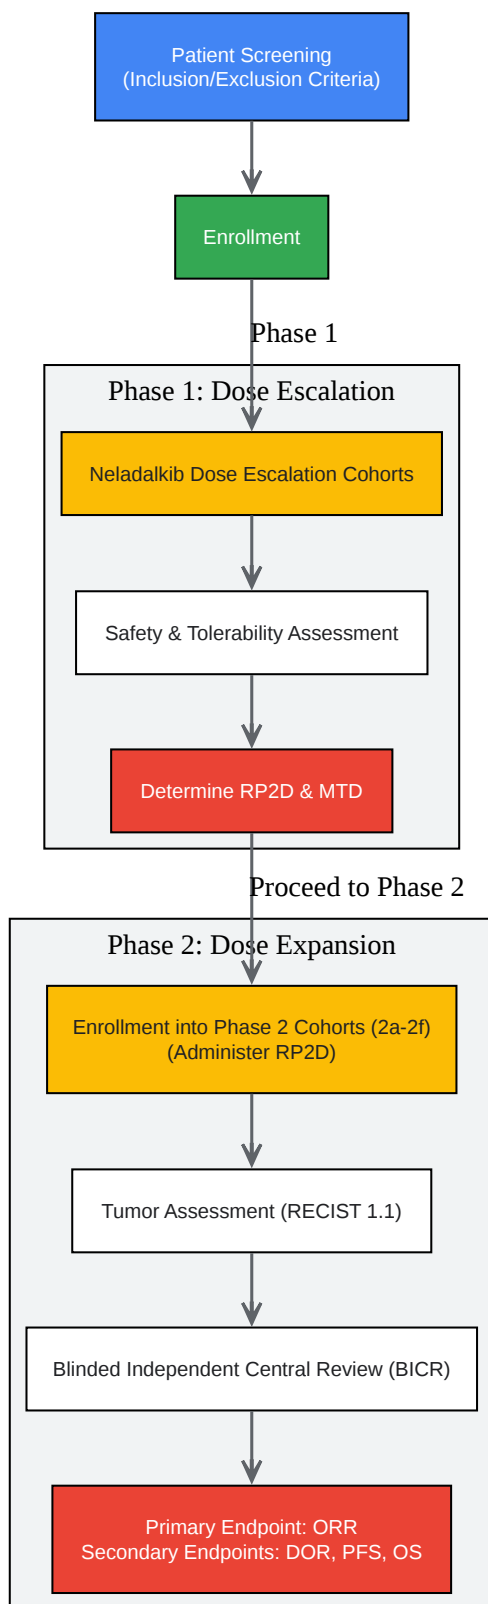 Patient Screening
(Inclusion/Exclusion Criteria)
Enrollment
Phase 1
Phase 1: Dose Escalation
Neladalkib Dose Escalation Cohorts
Safety & Tolerability Assessment
Determine RP2D & MTD
Proceed to Phase 2
Phase 2: Dose Expansion
Enrollment into Phase 2 Cohorts (2a-2f)
(Administer RP2D)
Tumor Assessment (RECIST 1.1)
Blinded Independent Central Review (BICR)
Primary Endpoint: ORR
Secondary Endpoints: DOR, PFS, OS